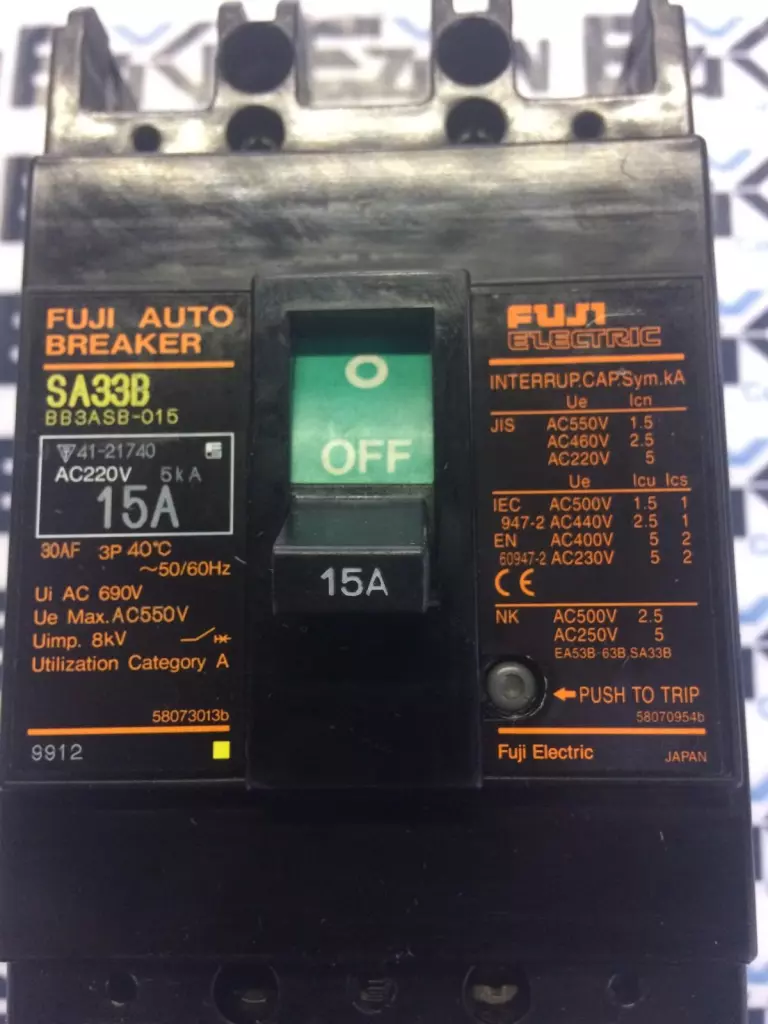 FUJI AUTO
BREAKER
SA33B
BB3ASB-015
41-21740
AC220V 5kA
15A
30AF 3P 40°C
~50/60Hz
Ui AC 690V
Ue Max.AC550V
Uimp. 8kV
Utilization Category A
58073013b
9912
O
OFF
15A
FUJI
ELECTRIC
INTERRUP.CAP.Sym.kA
Ue Icn
JIS AC550V 1.5
AC460V 2.5
AC220V 5
Ue Icu Ics
IEC AC500V 1.5 1
947-2 AC440V 2.5 1
EN AC400V 5 2
60947-2 AC230V 5 2
CE
NK AC500V 2.5
AC250V 5
EA53B·63B,SA33B
←PUSH TO TRIP
58070954b
Fuji Electric JAPAN